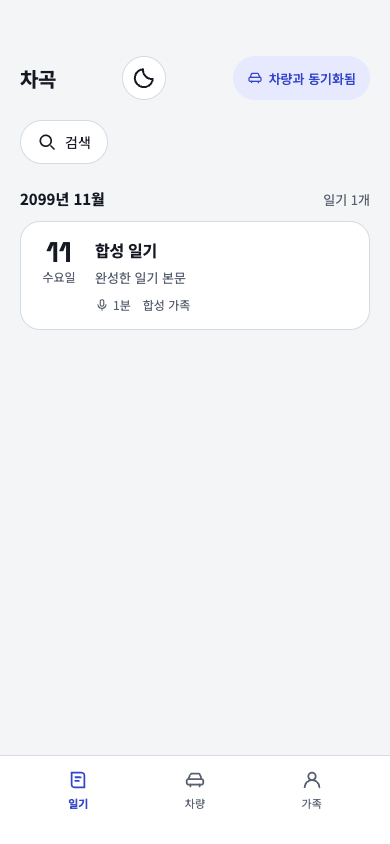 차곡
차량과 동기화됨
검색
2099년 11월
일기 1개
11
합성 일기
수요일
완성한 일기 본문
1분 합성 가족
일기
차량
가족